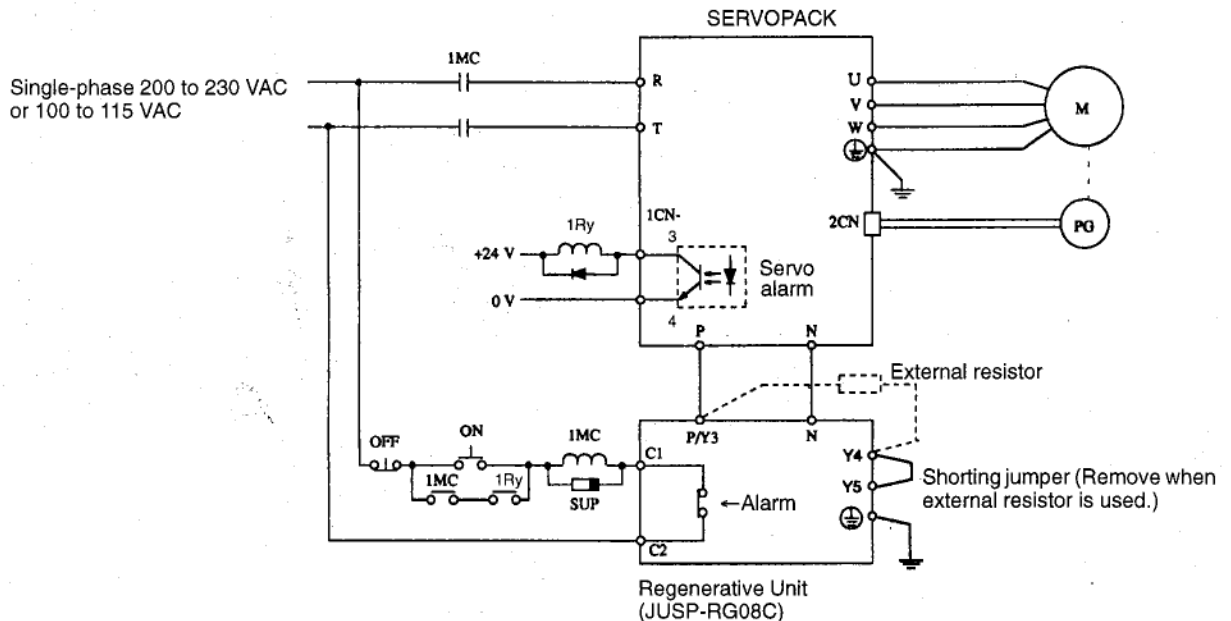 SERVOPACK
1MC
Single-phase 200 to 230 VAC
or 100 to 115 VAC
R
T
U
V
W
M
1CN-
2CN
PG
1Ry
3
+24 V
Servo
alarm
0 V
4
P
N
External resistor
P/Y3
N
OFF
ON
1MC
C1
Y4
1MC
1Ry
SUP
Alarm
Y5
Shorting jumper (Remove when
external resistor is used.)
C2
Regenerative Unit
(JUSP-RG08C)